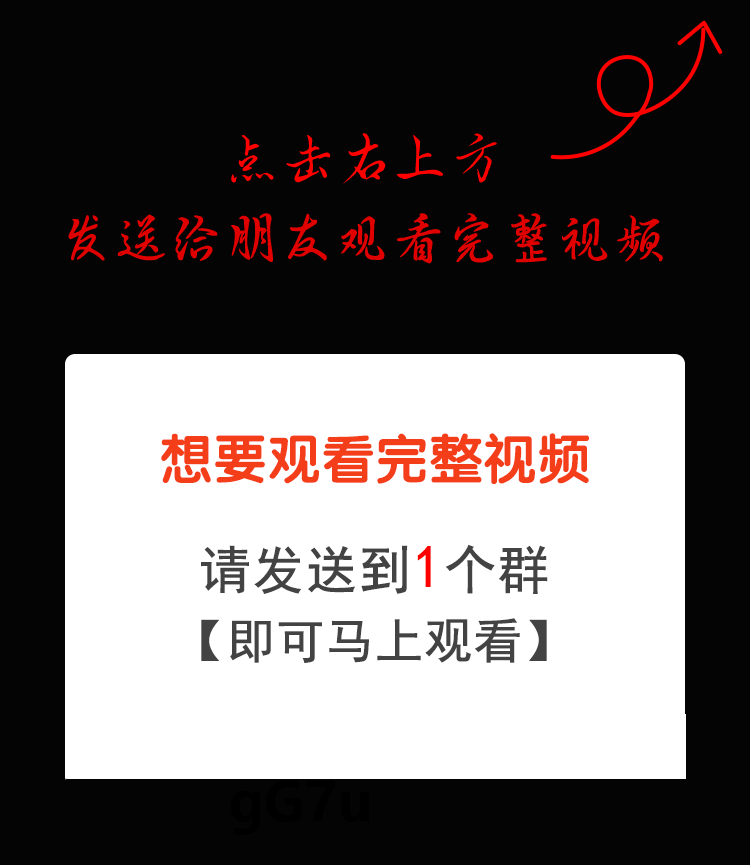 点击右上方
发送给朋友观看完整视频
想要观看完整视频
请发送到1个群
【即可马上观看】
gG7u